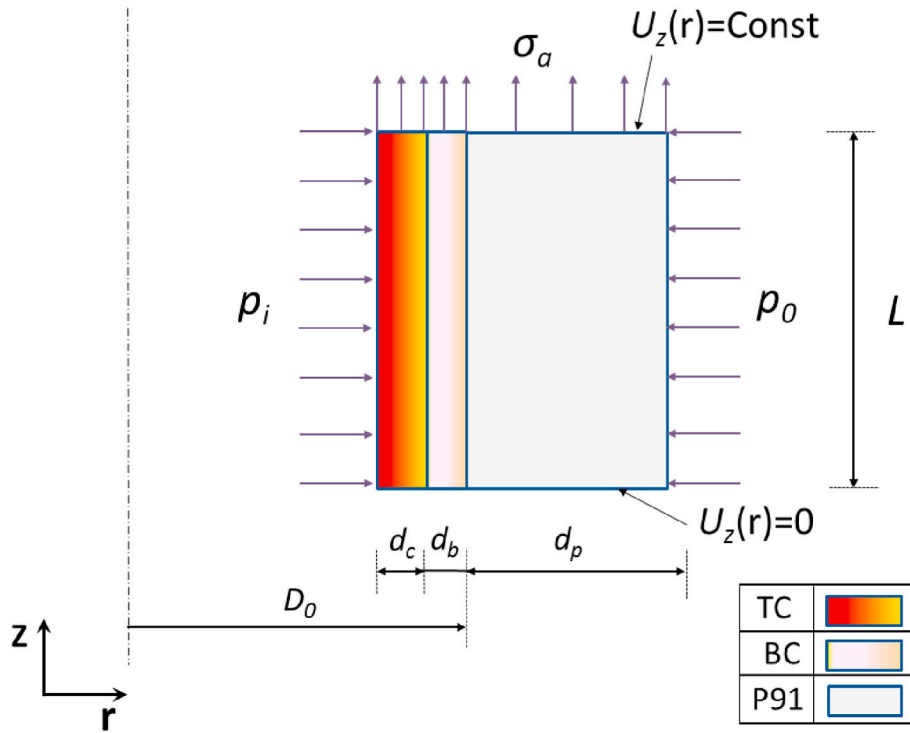 U_z(r)=Const
σ_a
p_i
p_0
L
U_z(r)=0
d_c d_b d_p
D_0
z
r
TC
BC
P91